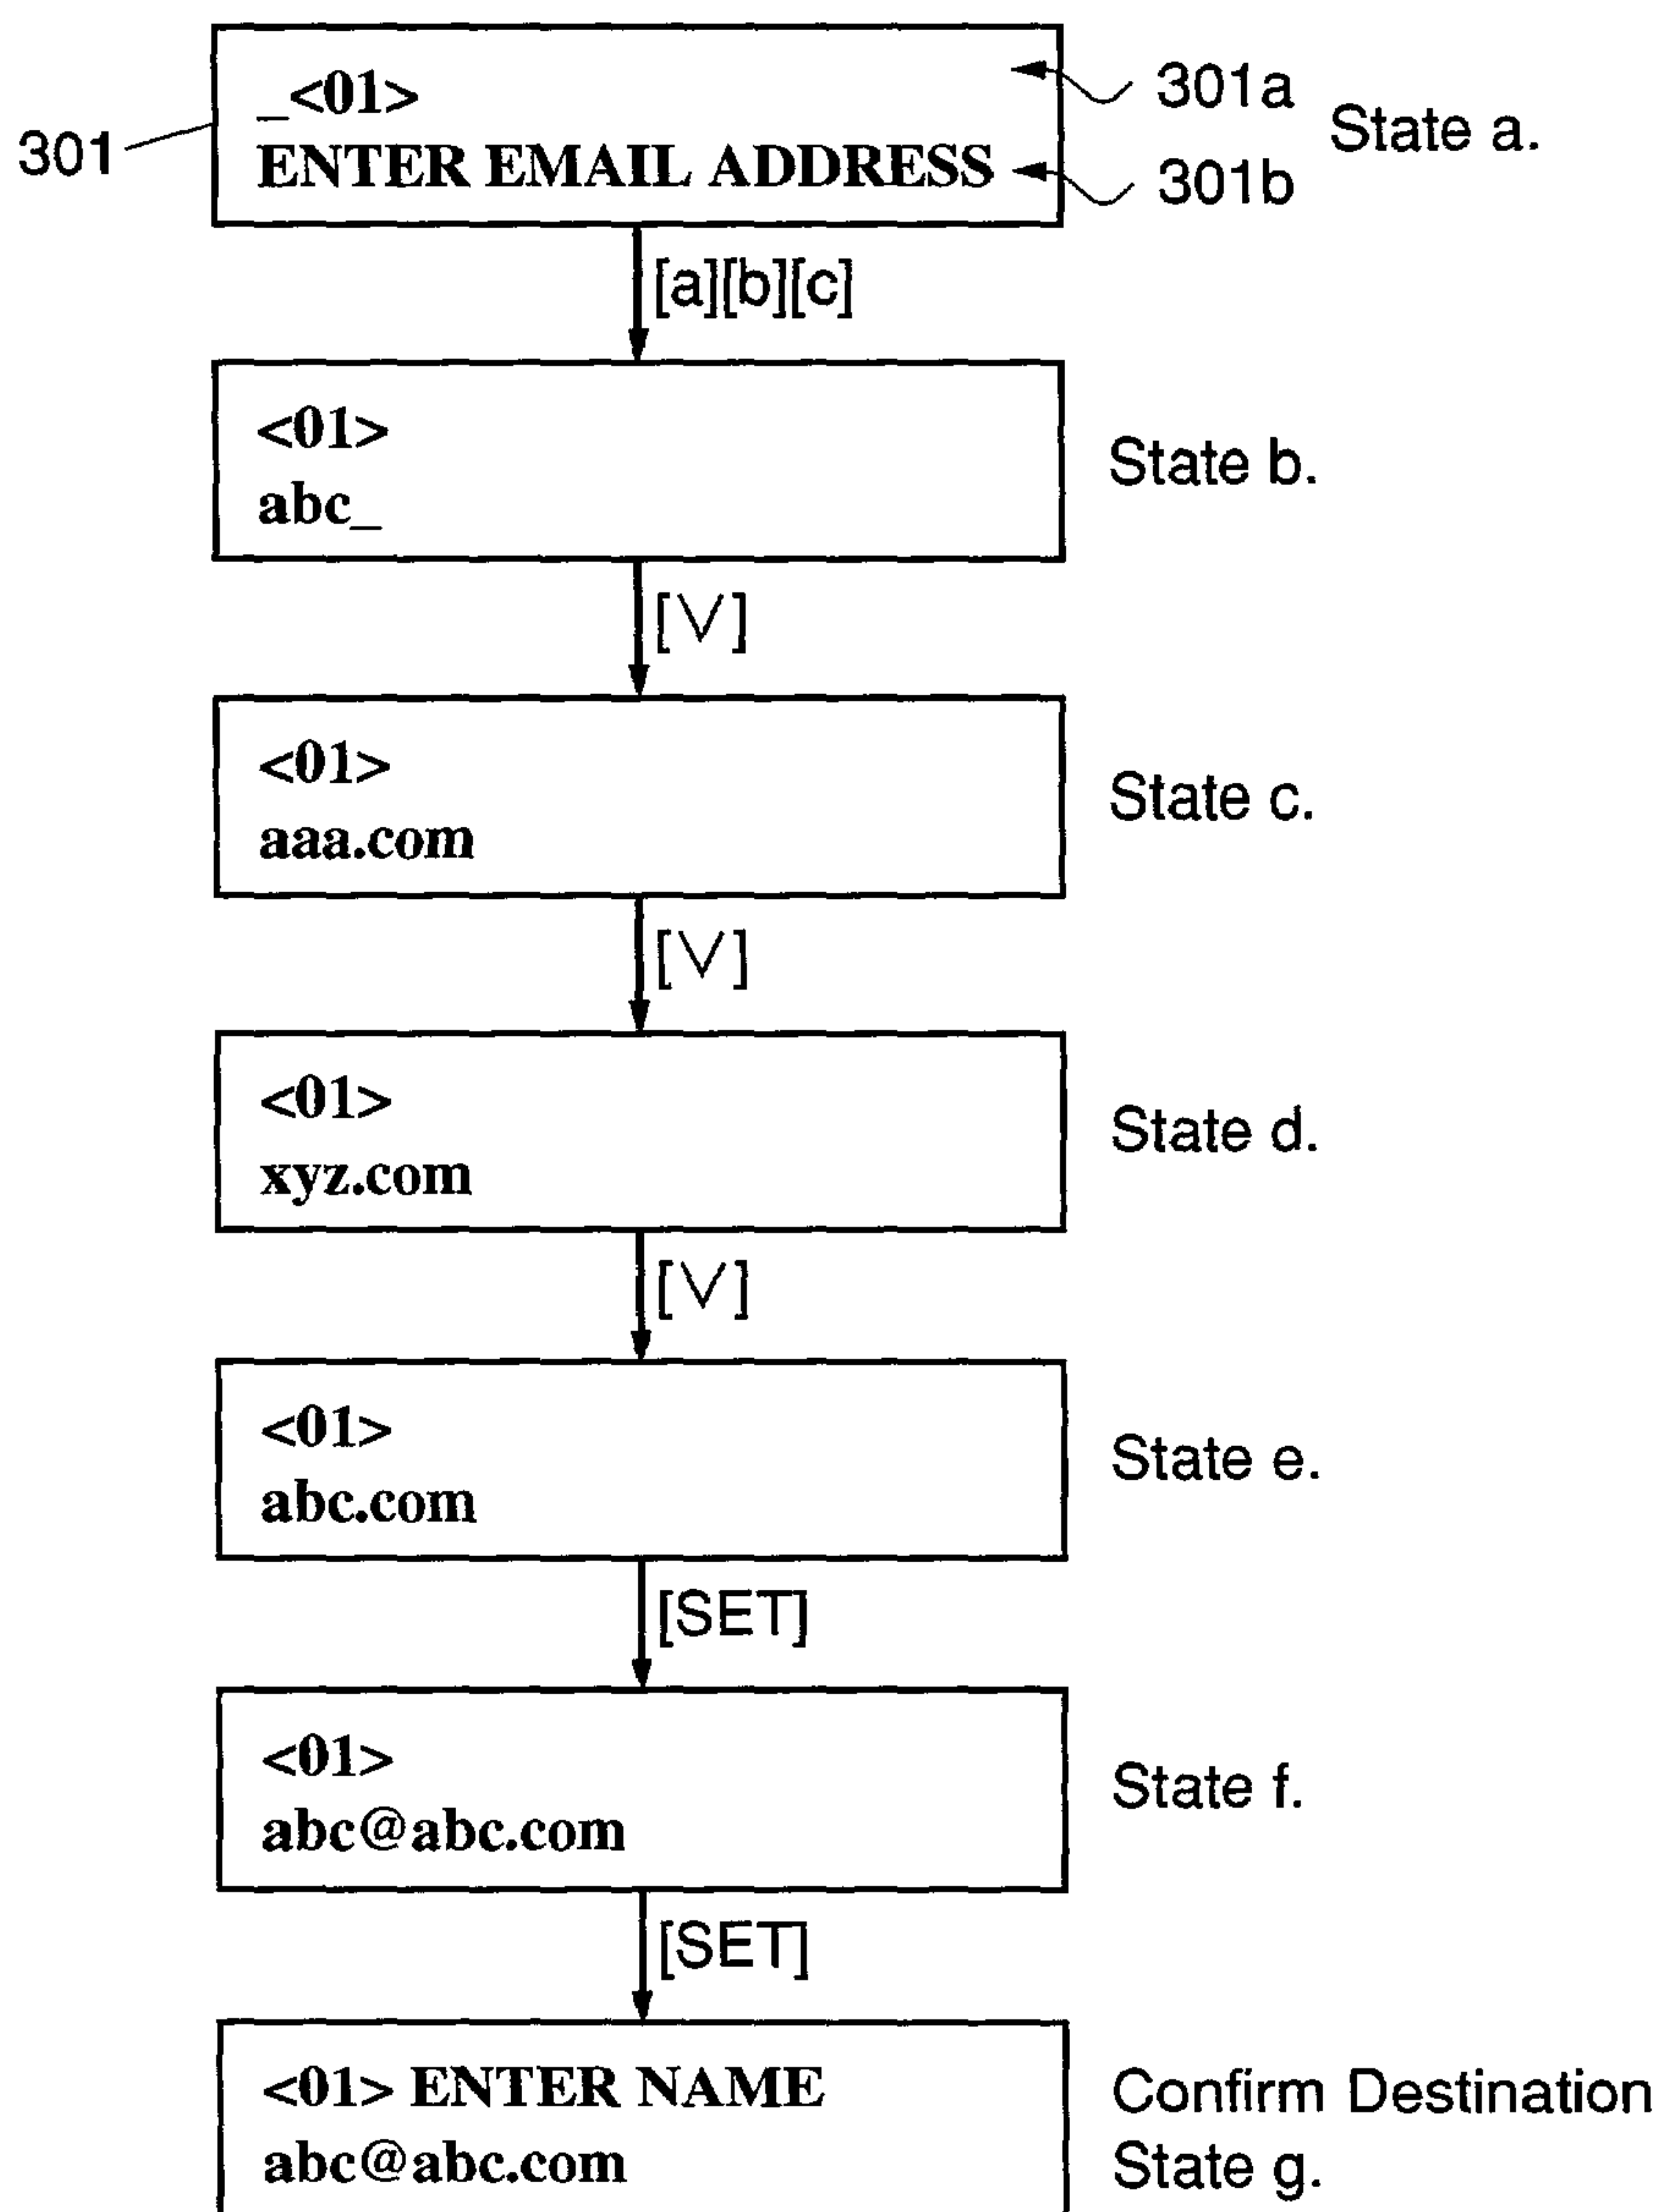 _<01>
301a
State a.
301
ENTER EMAIL ADDRESS
301b
[a][b][c]
<01>
State b.
abc_
[V]
<01>
State c.
aaa.com
[V]
<01>
State d.
xyz.com
[V]
<01>
State e.
abc.com
[SET]
<01>
State f.
abc@abc.com
[SET]
<01> ENTER NAME
Confirm Destination
abc@abc.com
State g.